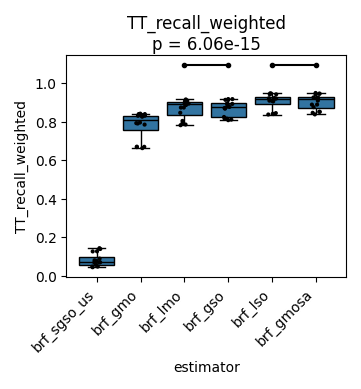 TT_recall_weighted
p = 6.06e-15
TT_recall_weighted
1.0
0.8
0.6
0.4
0.2
0.0
brf_sgso_us
brf_gmo
brf_lmo
brf_gso
brf_lso
brf_gmosa
estimator